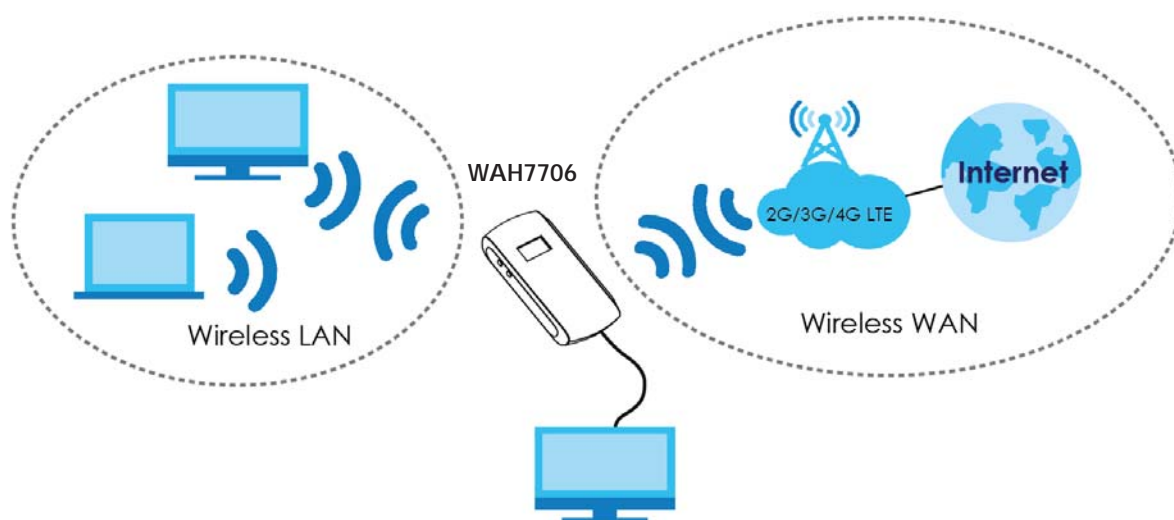 WAH7706
2G/3G/4G LTE
Internet
Wireless LAN
Wireless WAN